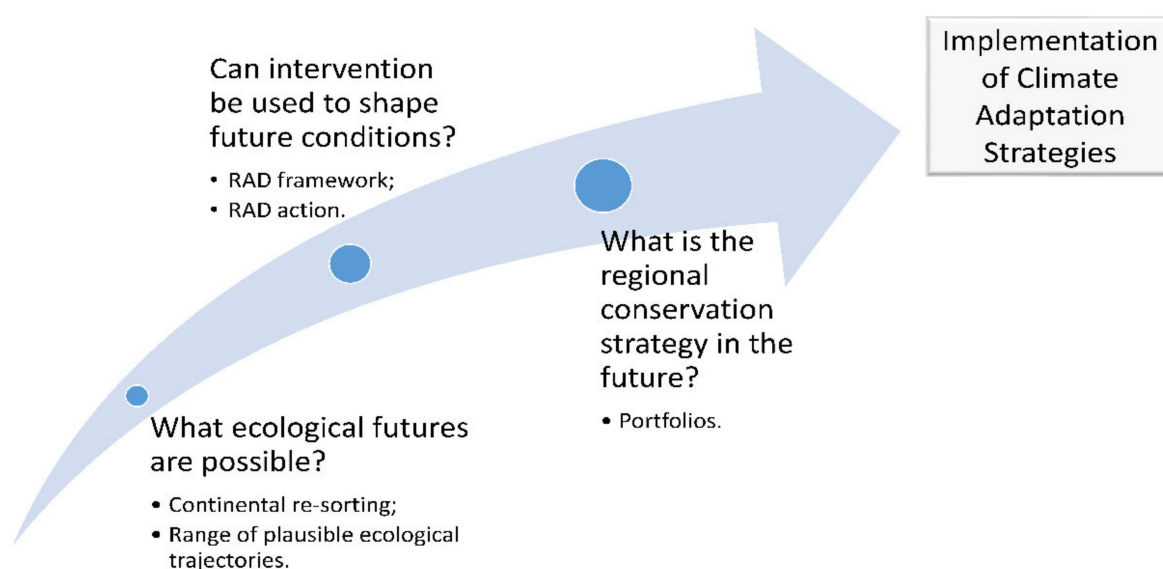 What ecological futures
are possible?
• Continental re-sorting;
• Range of plausible ecological
trajectories.
Can intervention
be used to shape
future conditions?
• RAD framework;
• RAD action.
What is the
regional
conservation
strategy in the
future?
• Portfolios.
Implementation
of Climate
Adaptation
Strategies